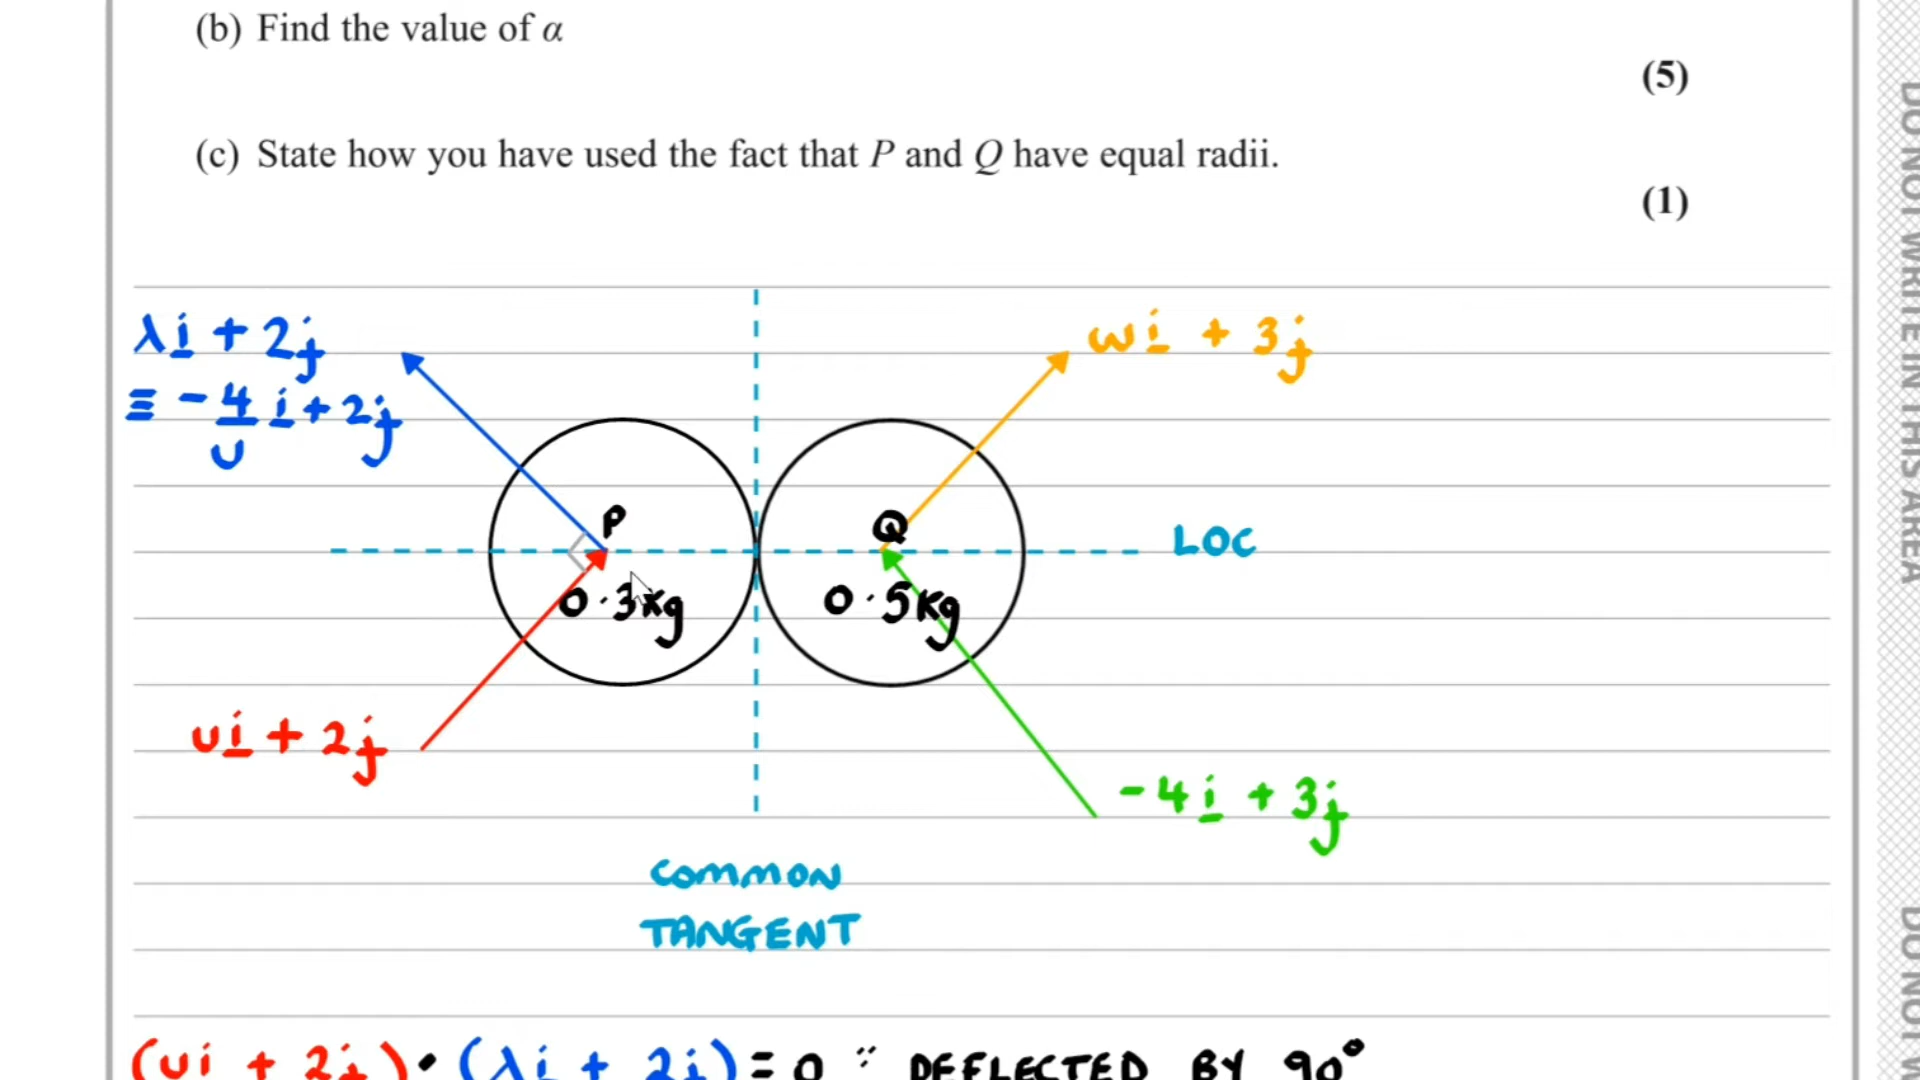 (b) Find the value of α
(5)
(c) State how you have used the fact that P and Q have equal radii.
(1)
λi + 2j
≡ -4/u i + 2j
wi + 3j
P
Q
LOC
0.3kg
0.5kg
ui + 2j
-4i + 3j
COMMON
TANGENT
(ui + 2j)·(λi + 2j) = 0 ∵ DEFLECTED BY 90°
DO NOT WRITE IN THIS AREA
DO NOT W